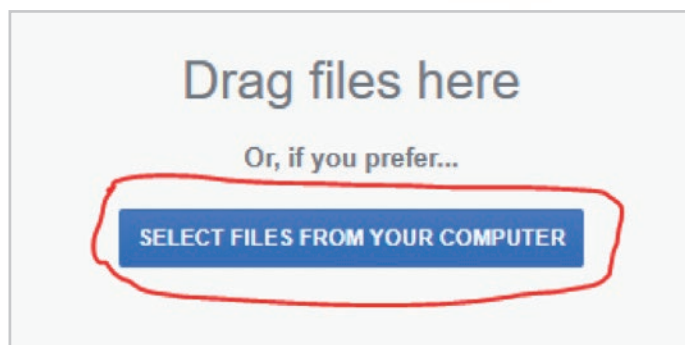 Drag files here
Or, if you prefer...
SELECT FILES FROM YOUR COMPUTER